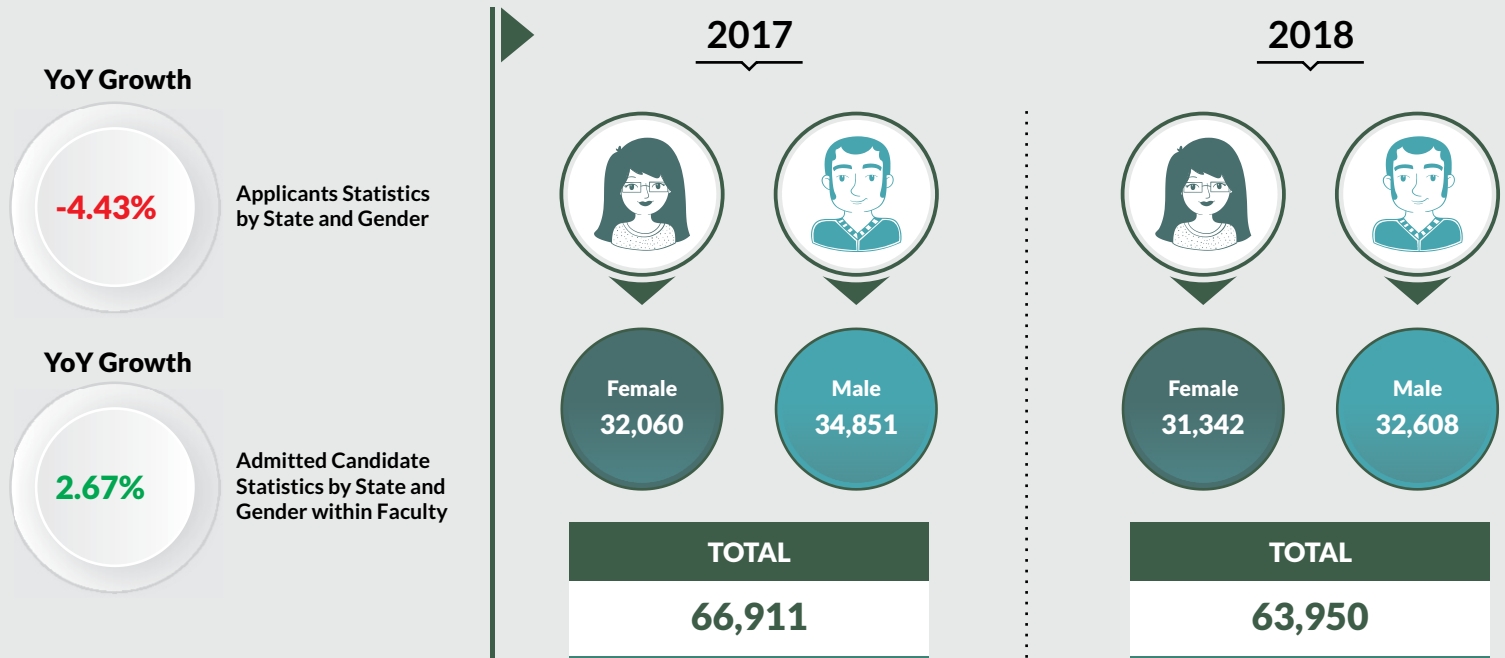 YoY Growth
-4.43%
Applicants Statistics
by State and Gender
YoY Growth
2.67%
Admitted Candidate
Statistics by State and
Gender within Faculty
2017
Female
32,060
Male
34,851
TOTAL
66,911
2018
Female
31,342
Male
32,608
TOTAL
63,950